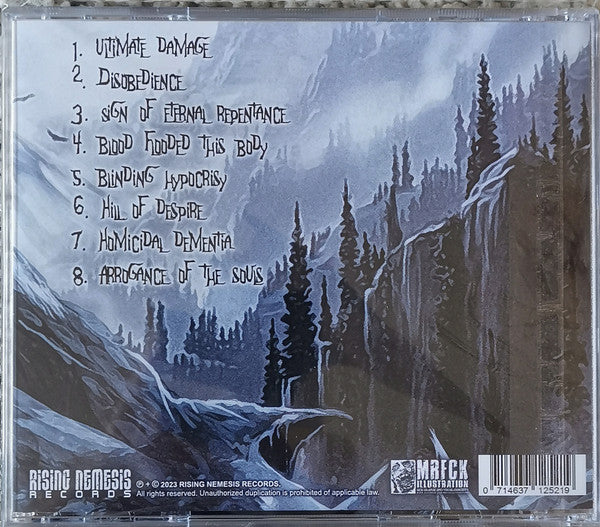 1. ULTIMATE DAMAGE
2. DISOBEDIENCE
3. SIGN OF ETERNAL REPENTANCE
4. BLOOD FLOODED THIS BODY
5. BLINDING HYPOCRISY
6. HILL OF DESPIRE
7. HOMICIDAL DEMENTIA
8. ARROGANCE OF THE SOULS
RISING NEMESIS
RECORDS
℗ + © 2023 RISING NEMESIS RECORDS.
All rights reserved. Unauthorized duplication is prohibited of applicable law.
MRFCK
ILLUSTRATION
0 714637 125219